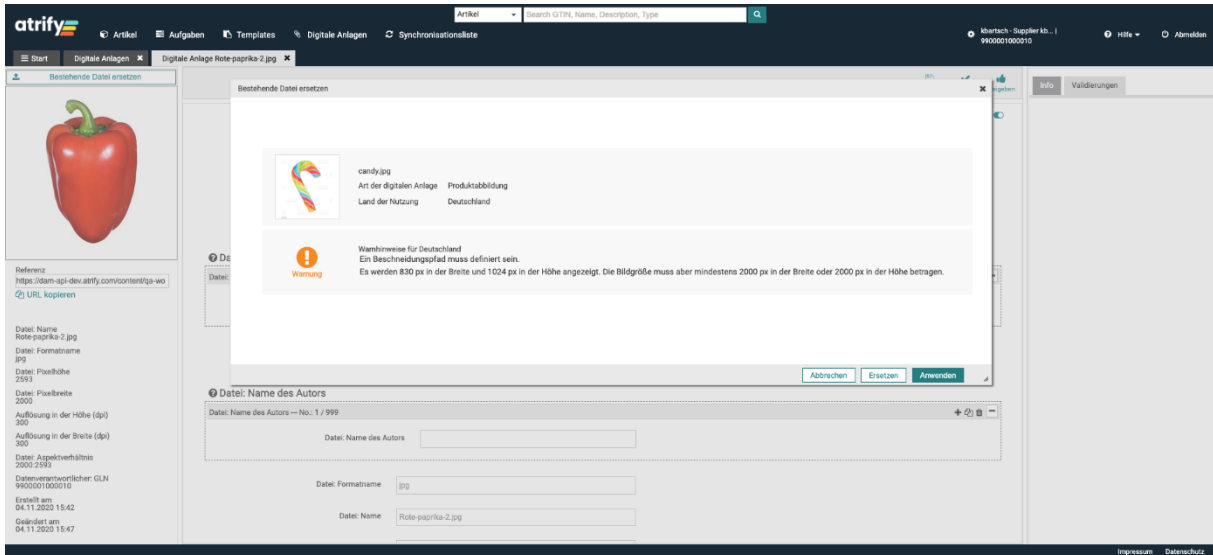 Artikel
Search GTIN, Name, Description, Type
atrify
Artikel
Aufgaben
Templates
Digitale Anlagen
Synchronisationsliste
kbartsch - Supplier kb... |
9900001000010
Hilfe
Abmelden
Start
Digitale Anlagen
Digitale Anlage Rote-paprika-2.jpg
Bestehende Datei ersetzen
Bestehende Datei ersetzen
Info
Validierungen
candy.jpg
Art der digitalen Anlage Produktabbildung
Land der Nutzung Deutschland
Warnung
Warnhinweise für Deutschland
Ein Beschneidungspfad muss definiert sein.
Es werden 830 px in der Breite und 1024 px in der Höhe angezeigt. Die Bildgröße muss aber mindestens 2000 px in der Breite oder 2000 px in der Höhe betragen.
Abbrechen
Ersetzen
Anwenden
Referenz
https://dam-api-dev.atrify.com/content/qa-wo
URL kopieren
Datei: Name
Rote-paprika-2.jpg
Datei: Formatname
jpg
Datei: Pixelhöhe
2593
Datei: Pixelbreite
2000
Auflösung in der Höhe (dpi)
300
Auflösung in der Breite (dpi)
300
Datei: Aspektverhältnis
2000:2593
Datenverantwortlicher: GLN
9900001000010
Erstellt am
04.11.2020 15:42
Geändert am
04.11.2020 15:47
Datei:
Datei: Name des Autors
Datei: Name des Autors — No.: 1 / 999
Datei: Name des Autors
Datei: Formatname
jpg
Datei: Name
Rote-paprika-2.jpg
Impressum
Datenschutz